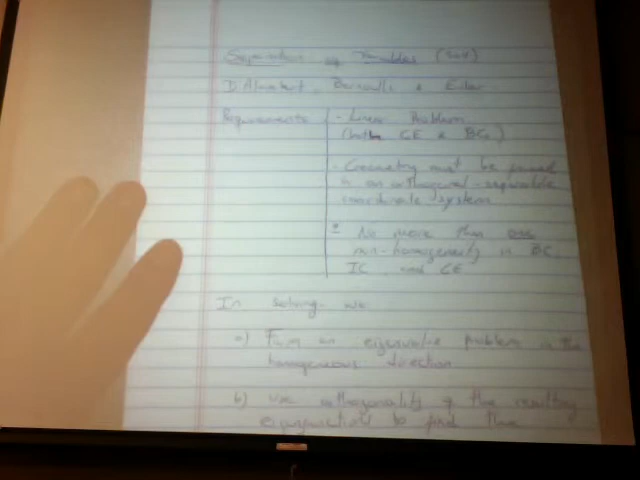 Separation of Variables (SoV)
D'Alembert, Bernoulli & Euler
Requirements
- Linear Problem
(both GE & BCs)
- Geometry must be posed
in an orthogonal-separable
coordinate system
No more than one
non-homogeneity in BC,
IC, and GE
In solving we
a) Form an eigenvalue problem in the
homogeneous direction
b) use orthogonality of the resulting
eigenfunctions to find the